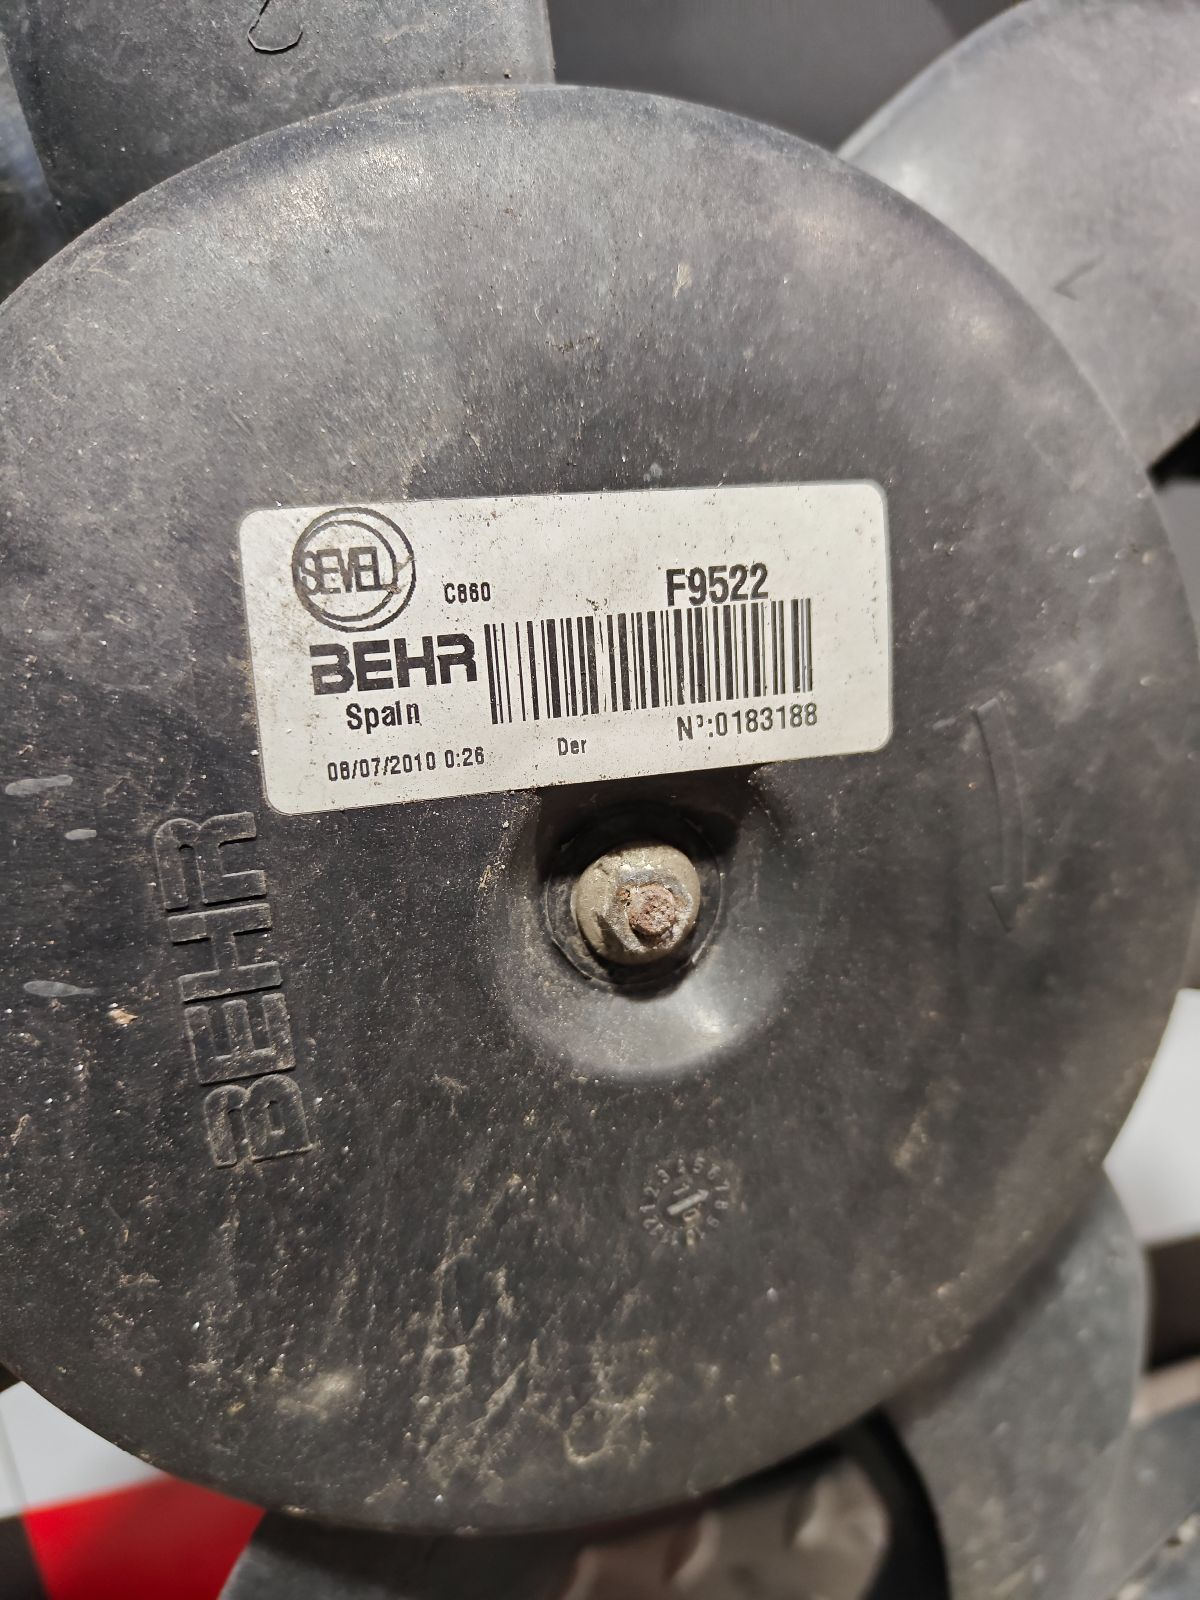 SEVEL
C860
F9522
BEHR
Spain
N°:0183188
08/07/2010 0:26
Der
BEHR